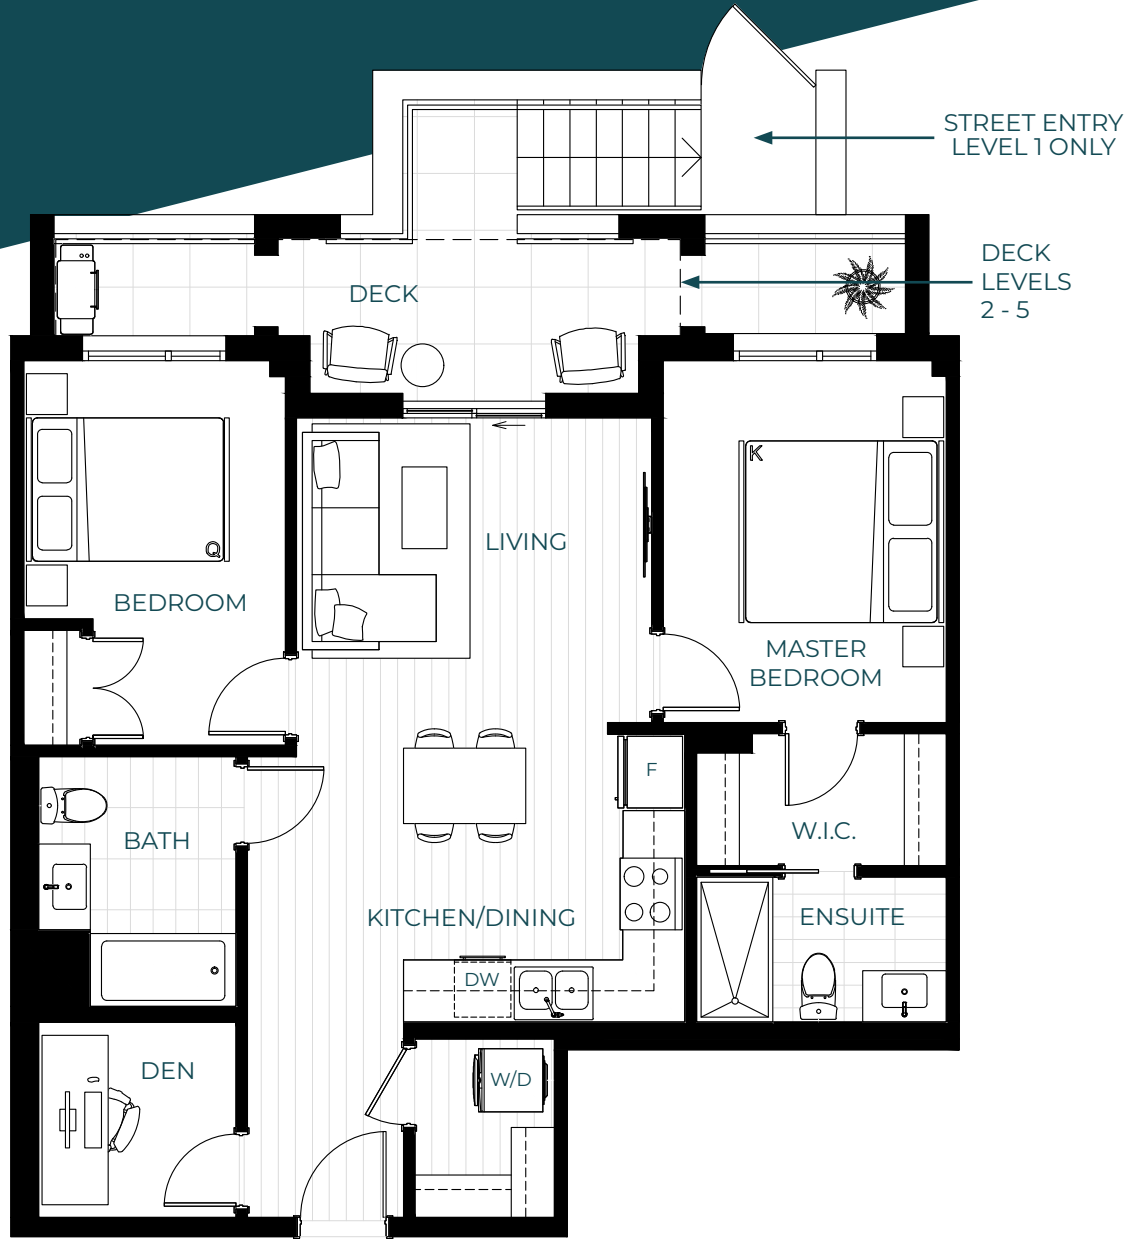 STREET ENTRY
LEVEL 1 ONLY
DECK
LEVELS
2 - 5
DECK
LIVING
K
Q
BEDROOM
MASTER
BEDROOM
F
W.I.C.
BATH
KITCHEN/DINING
ENSUITE
DW
DEN
W/D